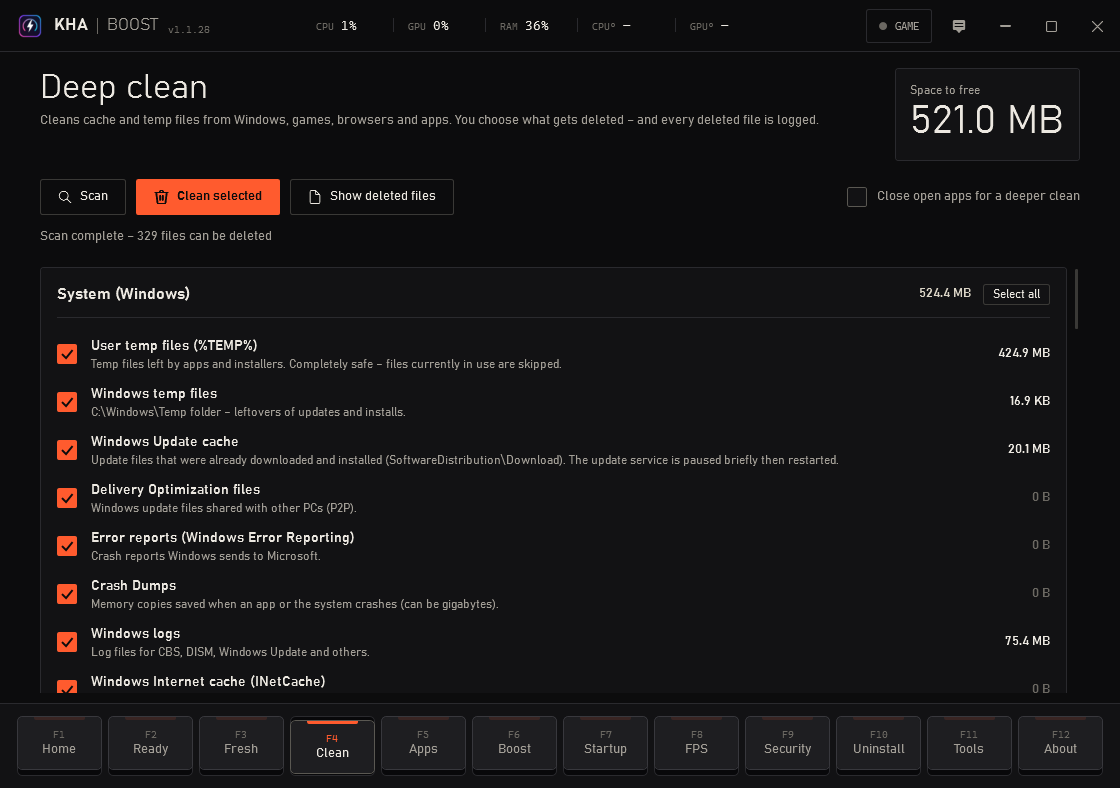 KHA | BOOST v1.1.28 CPU 1% GPU 0% RAM 36% CPU° – GPU° – GAME
Deep clean
Cleans cache and temp files from Windows, games, browsers and apps. You choose what gets deleted – and every deleted file is logged.
Space to free
521.0 MB
Scan Clean selected Show deleted files Close open apps for a deeper clean
Scan complete – 329 files can be deleted
System (Windows) 524.4 MB Select all
User temp files (%TEMP%)
Temp files left by apps and installers. Completely safe – files currently in use are skipped.
424.9 MB
Windows temp files
C:\Windows\Temp folder – leftovers of updates and installs.
16.9 KB
Windows Update cache
Update files that were already downloaded and installed (SoftwareDistribution\Download). The update service is paused briefly then restarted.
20.1 MB
Delivery Optimization files
Windows update files shared with other PCs (P2P).
0 B
Error reports (Windows Error Reporting)
Crash reports Windows sends to Microsoft.
0 B
Crash Dumps
Memory copies saved when an app or the system crashes (can be gigabytes).
0 B
Windows logs
Log files for CBS, DISM, Windows Update and others.
75.4 MB
Windows Internet cache (INetCache)
0 B
F1 F2 F3 F4 F5 F6 F7 F8 F9 F10 F11 F12
Home Ready Fresh Clean Apps Boost Startup FPS Security Uninstall Tools About